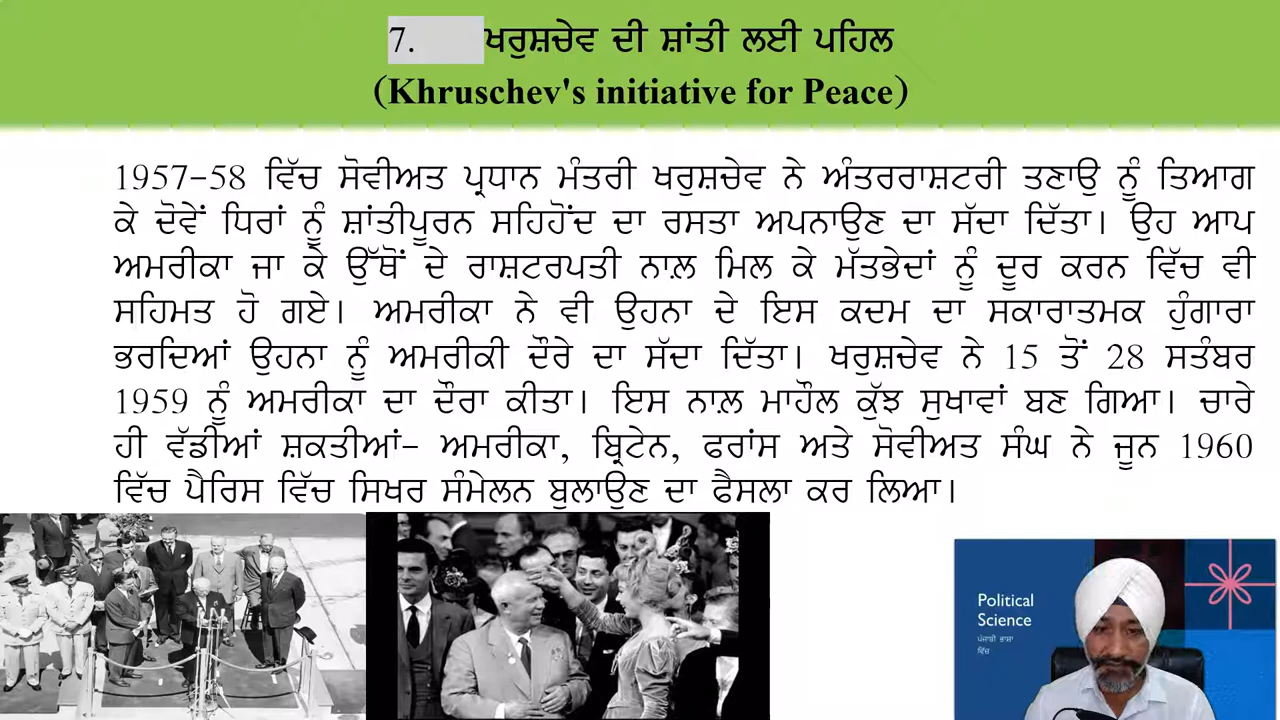 7. ਖਰੁਸ਼ਚੇਵ ਦੀ ਸ਼ਾਂਤੀ ਲਈ ਪਹਿਲ
(Khruschev's initiative for Peace)
1957-58 ਵਿੱਚ ਸੋਵੀਅਤ ਪ੍ਰਧਾਨ ਮੰਤਰੀ ਖਰੁਸ਼ਚੇਵ ਨੇ ਅੰਤਰਰਾਸ਼ਟਰੀ ਤਣਾਉ ਨੂੰ ਤਿਆਗ
ਕੇ ਦੋਵੇਂ ਧਿਰਾਂ ਨੂੰ ਸ਼ਾਂਤੀਪੂਰਨ ਸਹਿਹੋਂਦ ਦਾ ਰਸਤਾ ਅਪਨਾਉਣ ਦਾ ਸੱਦਾ ਦਿੱਤਾ। ਉਹ ਆਪ
ਅਮਰੀਕਾ ਜਾ ਕੇ ਉੱਥੋਂ ਦੇ ਰਾਸ਼ਟਰਪਤੀ ਨਾਲ਼ ਮਿਲ ਕੇ ਮੱਤਭੇਦਾਂ ਨੂੰ ਦੂਰ ਕਰਨ ਵਿੱਚ ਵੀ
ਸਹਿਮਤ ਹੋ ਗਏ। ਅਮਰੀਕਾ ਨੇ ਵੀ ਉਹਨਾ ਦੇ ਇਸ ਕਦਮ ਦਾ ਸਕਾਰਾਤਮਕ ਹੁੰਗਾਰਾ
ਭਰਦਿਆਂ ਉਹਨਾ ਨੂੰ ਅਮਰੀਕੀ ਦੌਰੇ ਦਾ ਸੱਦਾ ਦਿੱਤਾ। ਖਰੁਸ਼ਚੇਵ ਨੇ 15 ਤੋਂ 28 ਸਤੰਬਰ
1959 ਨੂੰ ਅਮਰੀਕਾ ਦਾ ਦੌਰਾ ਕੀਤਾ। ਇਸ ਨਾਲ਼ ਮਾਹੌਲ ਕੁੱਝ ਸੁਖਾਵਾਂ ਬਣ ਗਿਆ। ਚਾਰੇ
ਹੀ ਵੱਡੀਆਂ ਸ਼ਕਤੀਆਂ- ਅਮਰੀਕਾ, ਬ੍ਰਿਟੇਨ, ਫਰਾਂਸ ਅਤੇ ਸੋਵੀਅਤ ਸੰਘ ਨੇ ਜੂਨ 1960
ਵਿੱਚ ਪੈਰਿਸ ਵਿੱਚ ਸਿਖਰ ਸੰਮੇਲਨ ਬੁਲਾਉਣ ਦਾ ਫੈਸਲਾ ਕਰ ਲਿਆ।
Political
Science
ਪੰਜਾਬੀ ਭਾਸ਼ਾ
ਵਿੱਚ